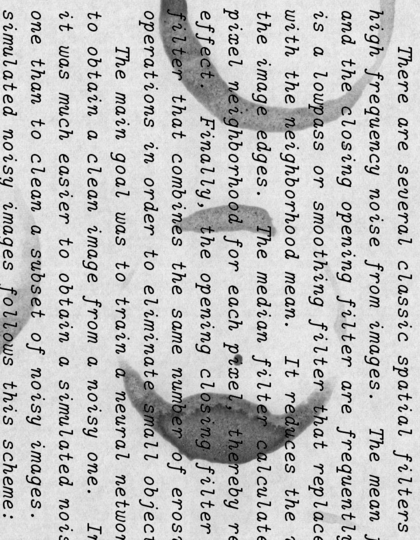 There are several classic spatial filters
high frequency noise from images. The mean
and the closing opening filter are frequently
is a lowpass or smoothing filter that replace
with the neighborhood mean. It reduces the
the image edges. The median filter calculate
pixel neighborhood for each pixel, thereby re
effect. Finally, the opening closing filter
filter that combines the same number of eros
operations in order to eliminate small object
The main goal was to train a neural networ
to obtain a clean image from a noisy one. In
it was much easier to obtain a simulated nois
one than to clean a subset of noisy images.
simulated noisy images follows this scheme: